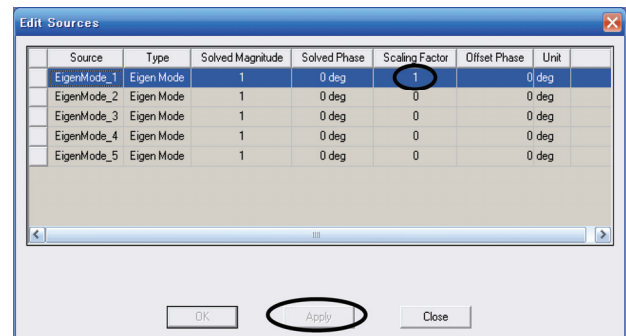 Edit Sources
Source Type Solved Magnitude Solved Phase Scaling Factor Offset Phase Unit
EigenMode_1 Eigen Mode 1 0 deg 1 0 deg
EigenMode_2 Eigen Mode 1 0 deg 0 0 deg
EigenMode_3 Eigen Mode 1 0 deg 0 0 deg
EigenMode_4 Eigen Mode 1 0 deg 0 0 deg
EigenMode_5 Eigen Mode 1 0 deg 0 0 deg
OK Apply Close